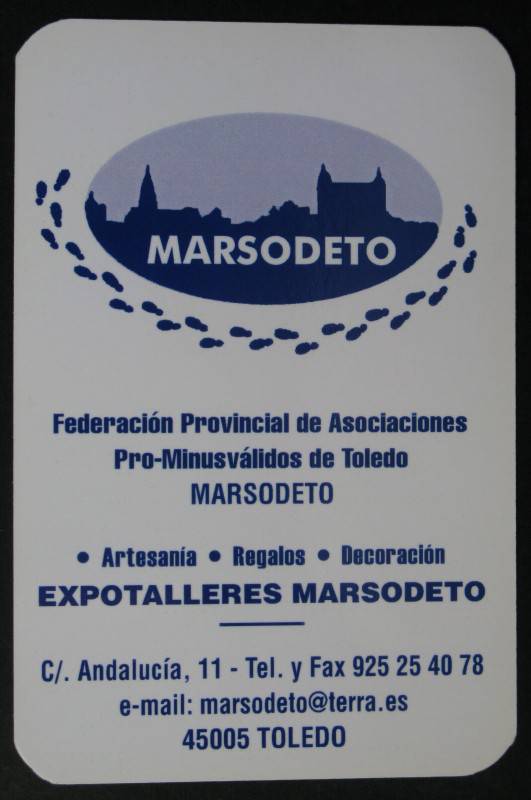 MARSODETO
Federación Provincial de Asociaciones
Pro-Minusválidos de Toledo
MARSODETO
• Artesanía • Regalos • Decoración
EXPOTALLERES MARSODETO
C/. Andalucía, 11 - Tel. y Fax 925 25 40 78
e-mail: marsodeto@terra.es
45005 TOLEDO